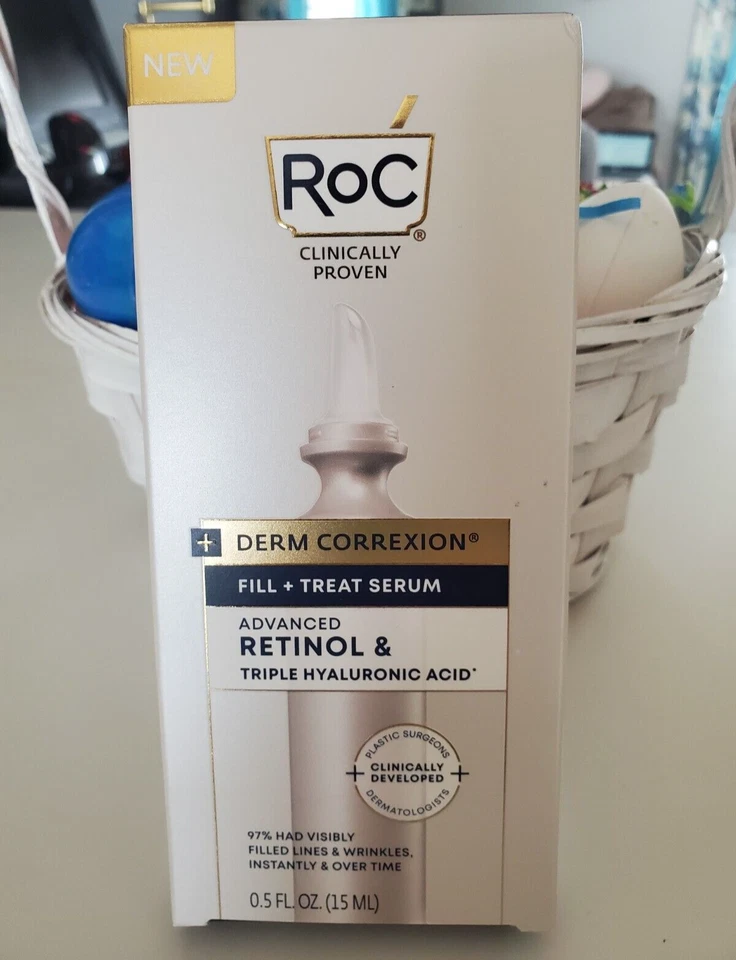 NEW
RoC®
CLINICALLY
PROVEN
+ DERM CORREXION®
FILL + TREAT SERUM
ADVANCED
RETINOL &
TRIPLE HYALURONIC ACID*
PLASTIC SURGEONS
+ CLINICALLY +
DEVELOPED
DERMATOLOGISTS
97% HAD VISIBLY
FILLED LINES & WRINKLES,
INSTANTLY & OVER TIME
0.5 FL. OZ. (15 ML)